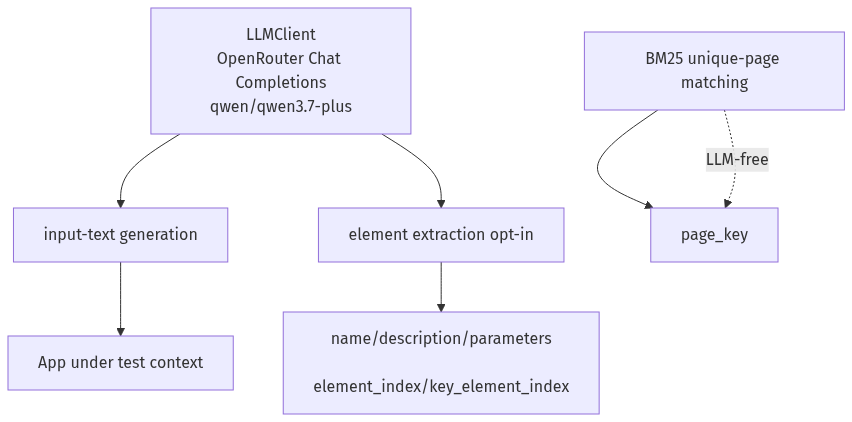 LLMClient
OpenRouter Chat
Completions
qwen/qwen3.7-plus
BM25 unique-page
matching
LLM-free
input-text generation
element extraction opt-in
page_key
App under test context
name/description/parameters
element_index/key_element_index